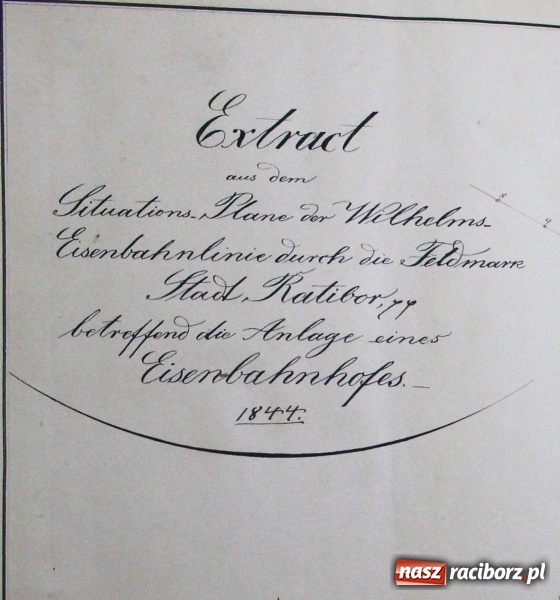 Extract
aus dem
Situations-Plane der Wilhelms-
Eisenbahnlinie durch die Feldmark
Stadt Ratibor,
betreffend die Anlage eines
Eisenbahnhofes.
1844.
nasz raciborz pl